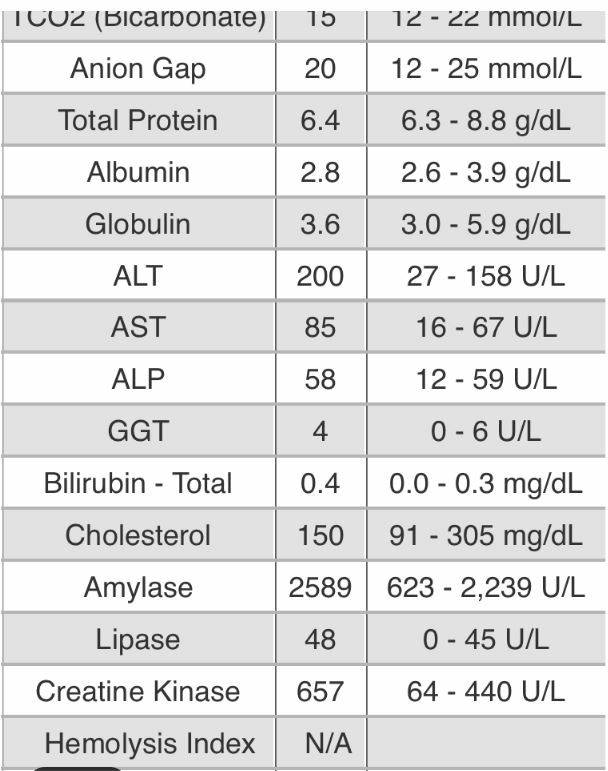 TCO2 (Bicarbonate) 15 12 - 22 mmol/L
Anion Gap 20 12 - 25 mmol/L
Total Protein 6.4 6.3 - 8.8 g/dL
Albumin 2.8 2.6 - 3.9 g/dL
Globulin 3.6 3.0 - 5.9 g/dL
ALT 200 27 - 158 U/L
AST 85 16 - 67 U/L
ALP 58 12 - 59 U/L
GGT 4 0 - 6 U/L
Bilirubin - Total 0.4 0.0 - 0.3 mg/dL
Cholesterol 150 91 - 305 mg/dL
Amylase 2589 623 - 2,239 U/L
Lipase 48 0 - 45 U/L
Creatine Kinase 657 64 - 440 U/L
Hemolysis Index N/A